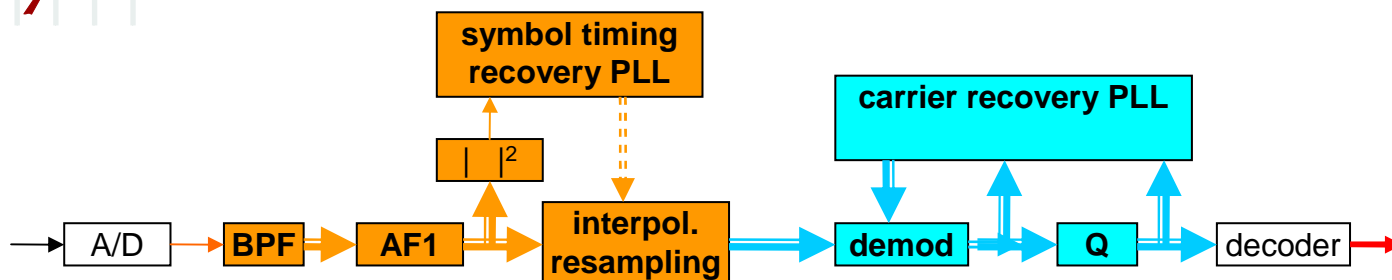 symbol timing
recovery PLL
carrier recovery PLL
| |²
A/D
BPF
AF1
interpol.
resampling
demod
Q
decoder